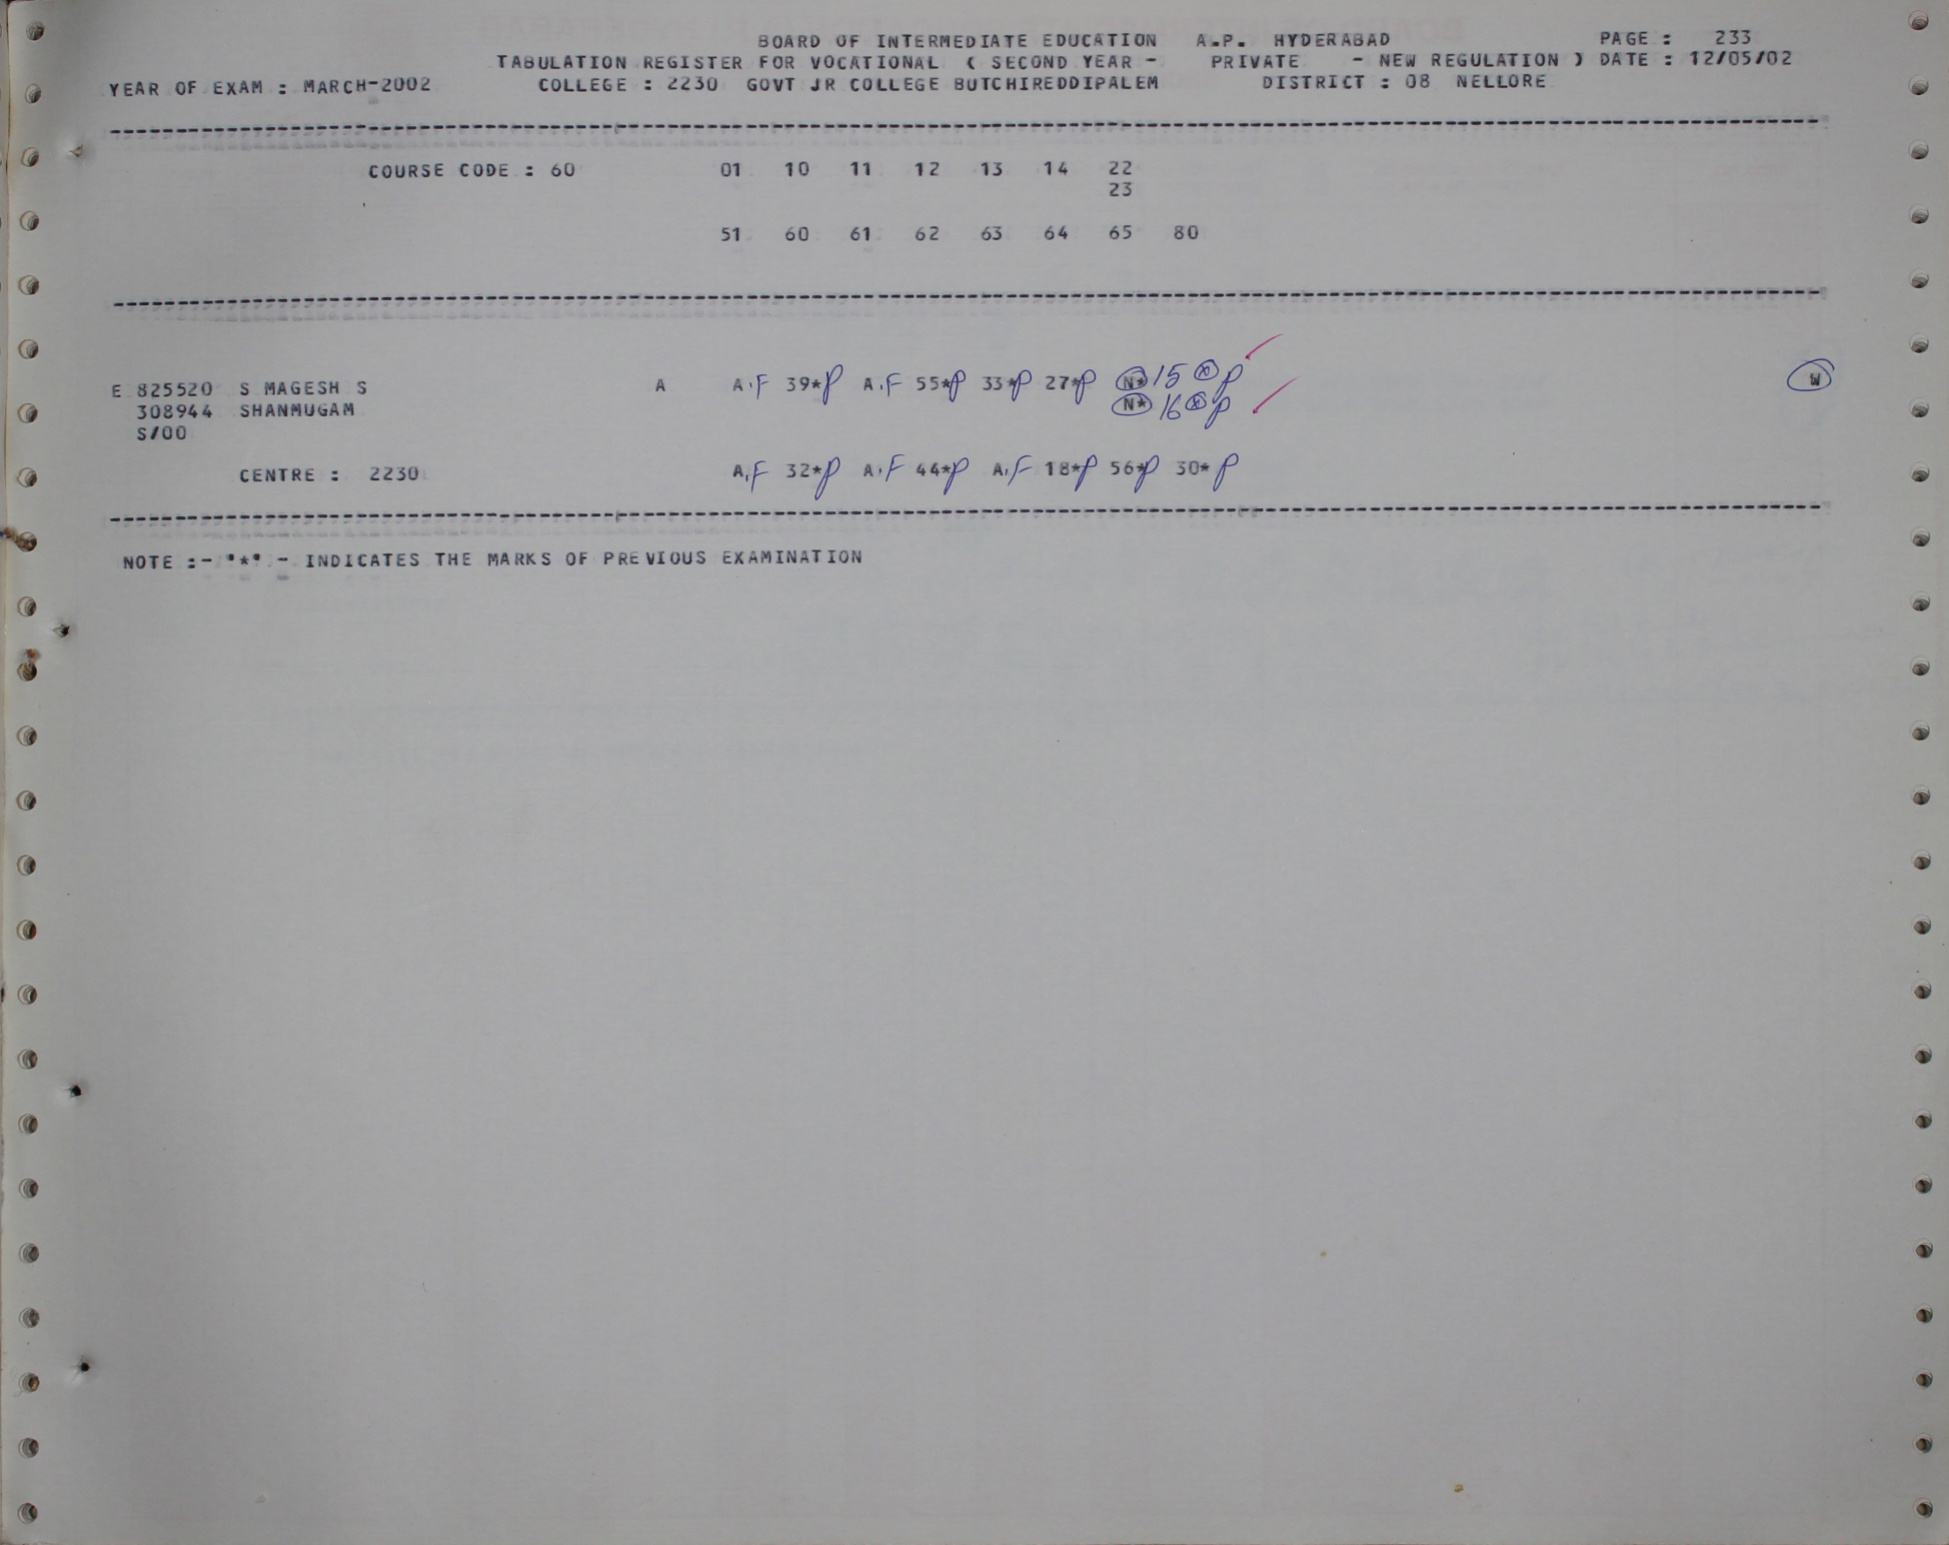 BOARD OF INTERMEDIATE EDUCATION A.P. HYDERABAD PAGE : 233
TABULATION REGISTER FOR VOCATIONAL ( SECOND YEAR - PRIVATE - NEW REGULATION ) DATE : 12/05/02
YEAR OF EXAM : MARCH-2002 COLLEGE : 2230 GOVT JR COLLEGE BUTCHIREDDIPALEM DISTRICT : 08 NELLORE
COURSE CODE : 60 01 10 11 12 13 14 22
23
51 60 61 62 63 64 65 80
E 825520 S MAGESH S A A.F 39*P A.F 55*P 33*P 27*P N* 15 * P W
308944 SHANMUGAM N* 16 * P
S/00
CENTRE : 2230 A.F 32*P A.F 44*P A.F 18*P 56*P 30* P
NOTE :- "*" - INDICATES THE MARKS OF PREVIOUS EXAMINATION